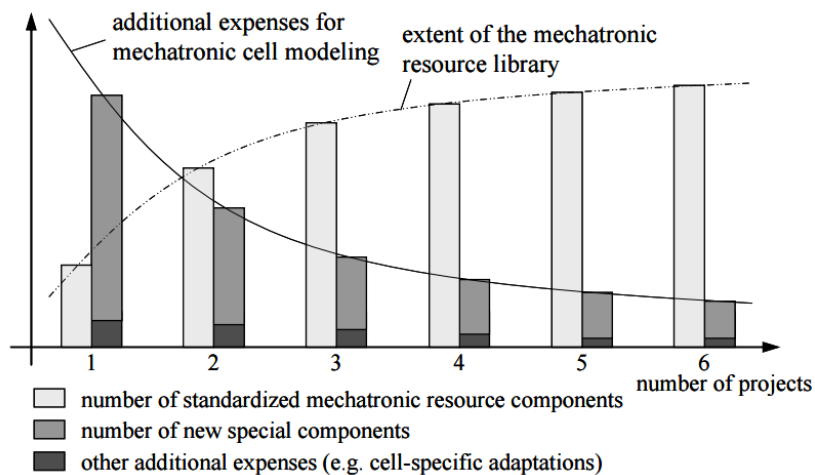 additional expenses for
mechatronic cell modeling
extent of the mechatronic
resource library
1 2 3 4 5 6
number of projects
number of standardized mechatronic resource components
number of new special components
other additional expenses (e.g. cell-specific adaptations)